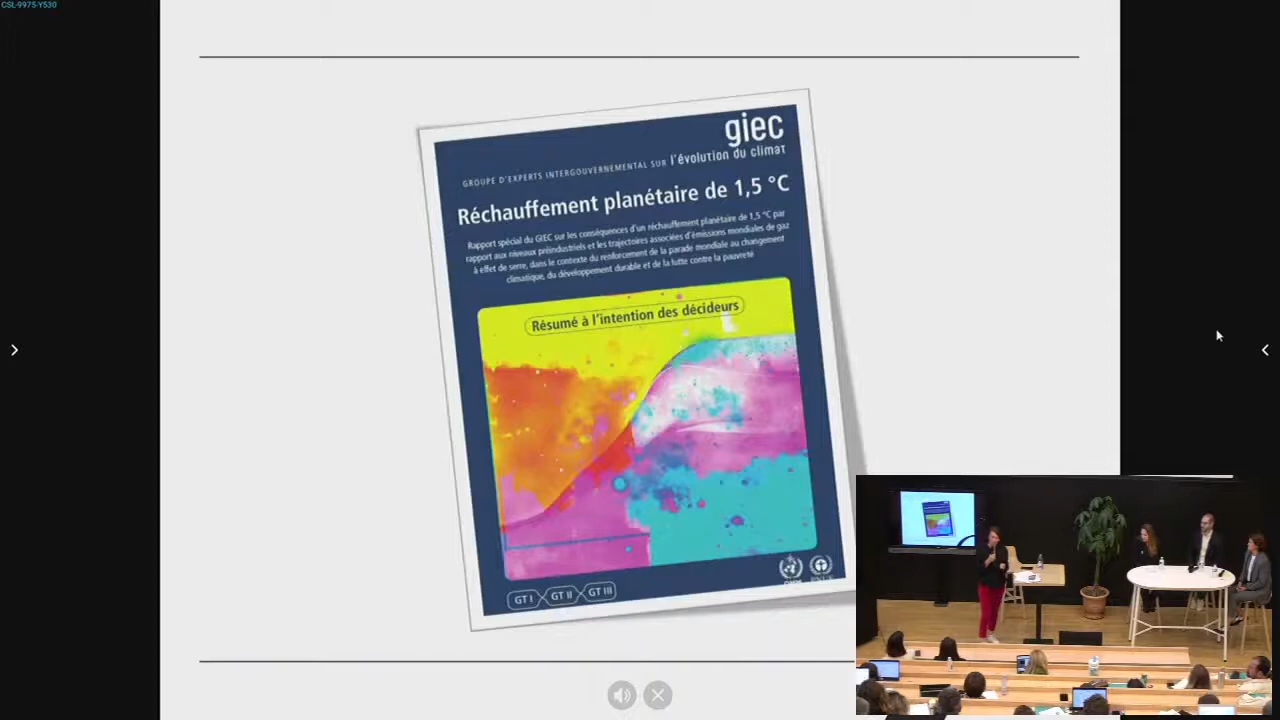 CSL-9975-Y530
giec
GROUPE D'EXPERTS INTERGOUVERNEMENTAL SUR l'évolution du climat
Réchauffement planétaire de 1,5 °C
Rapport spécial du GIEC sur les conséquences d'un réchauffement planétaire de 1,5 °C par
rapport aux niveaux préindustriels et les trajectoires associées d'émissions mondiales de gaz
à effet de serre, dans le contexte du renforcement de la parade mondiale au changement
climatique, du développement durable et de la lutte contre la pauvreté
Résumé à l'intention des décideurs
GT I GT II GT III